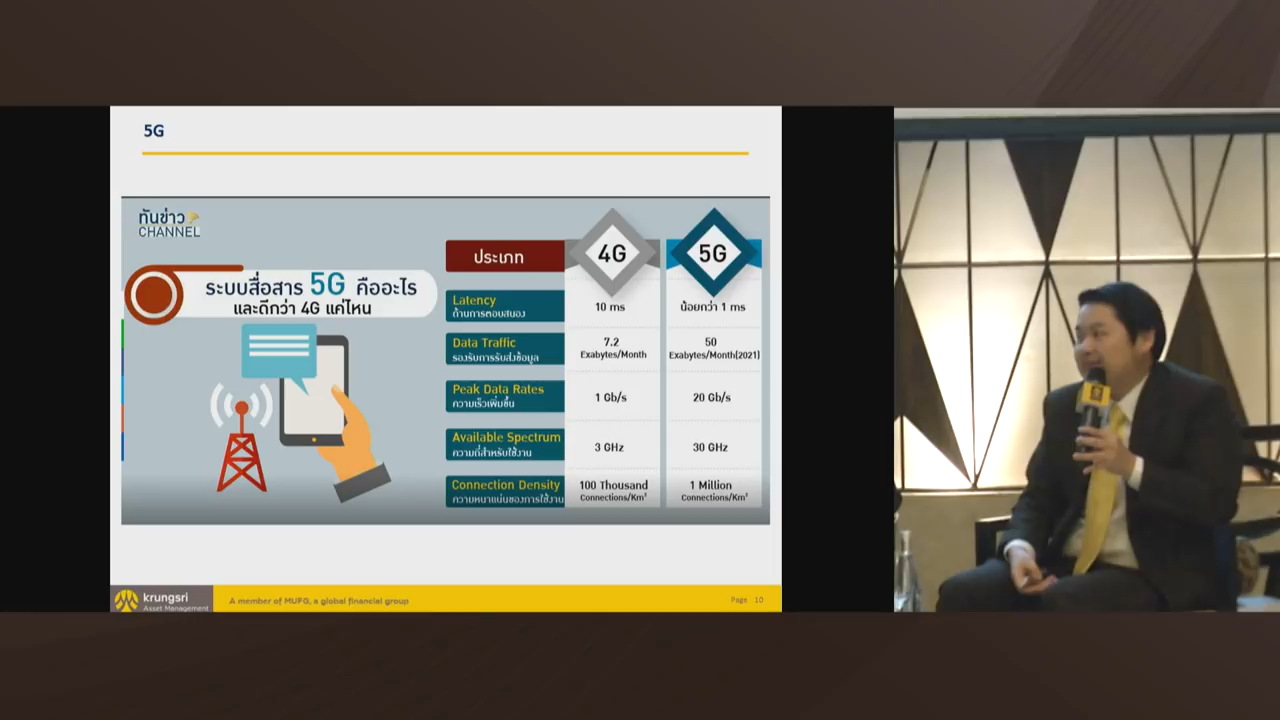 5G
ทันข่าว
CHANNEL
ระบบสื่อสาร 5G คืออะไร
และดีกว่า 4G แค่ไหน
ประเภท
4G
5G
Latency
ด้านการตอบสนอง
10 ms
น้อยกว่า 1 ms
Data Traffic
รองรับการรับส่งข้อมูล
7.2
Exabytes/Month
50
Exabytes/Month(2021)
Peak Data Rates
ความเร็วเพิ่มขึ้น
1 Gb/s
20 Gb/s
Available Spectrum
ความถี่สำหรับใช้งาน
3 GHz
30 GHz
Connection Density
ความหนาแน่นของการใช้งาน
100 Thousand
Connections/Km²
1 Million
Connections/Km²
krungsri
Asset Management
A member of MUFG, a global financial group
Page 10